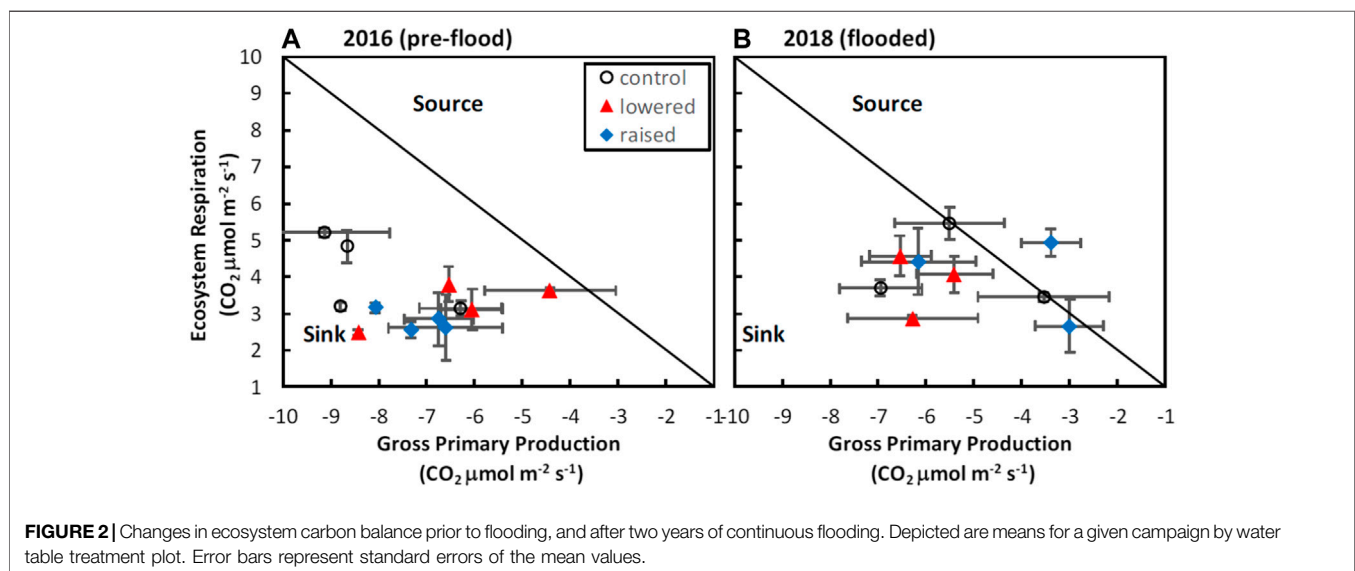 A 2016 (pre-flood)
10
9
8
7
6
5
4
3
2
1
Ecosystem Respiration
(CO₂ µmol m⁻² s⁻¹)
Source
Sink
control
lowered
raised
-10 -9 -8 -7 -6 -5 -4 -3 -2 -1
Gross Primary Production
(CO₂ µmol m⁻² s⁻¹)
B 2018 (flooded)
Source
Sink
-10 -9 -8 -7 -6 -5 -4 -3 -2 -1
Gross Primary Production
(CO₂ µmol m⁻² s⁻¹)
FIGURE 2 | Changes in ecosystem carbon balance prior to flooding, and after two years of continuous flooding. Depicted are means for a given campaign by water
table treatment plot. Error bars represent standard errors of the mean values.